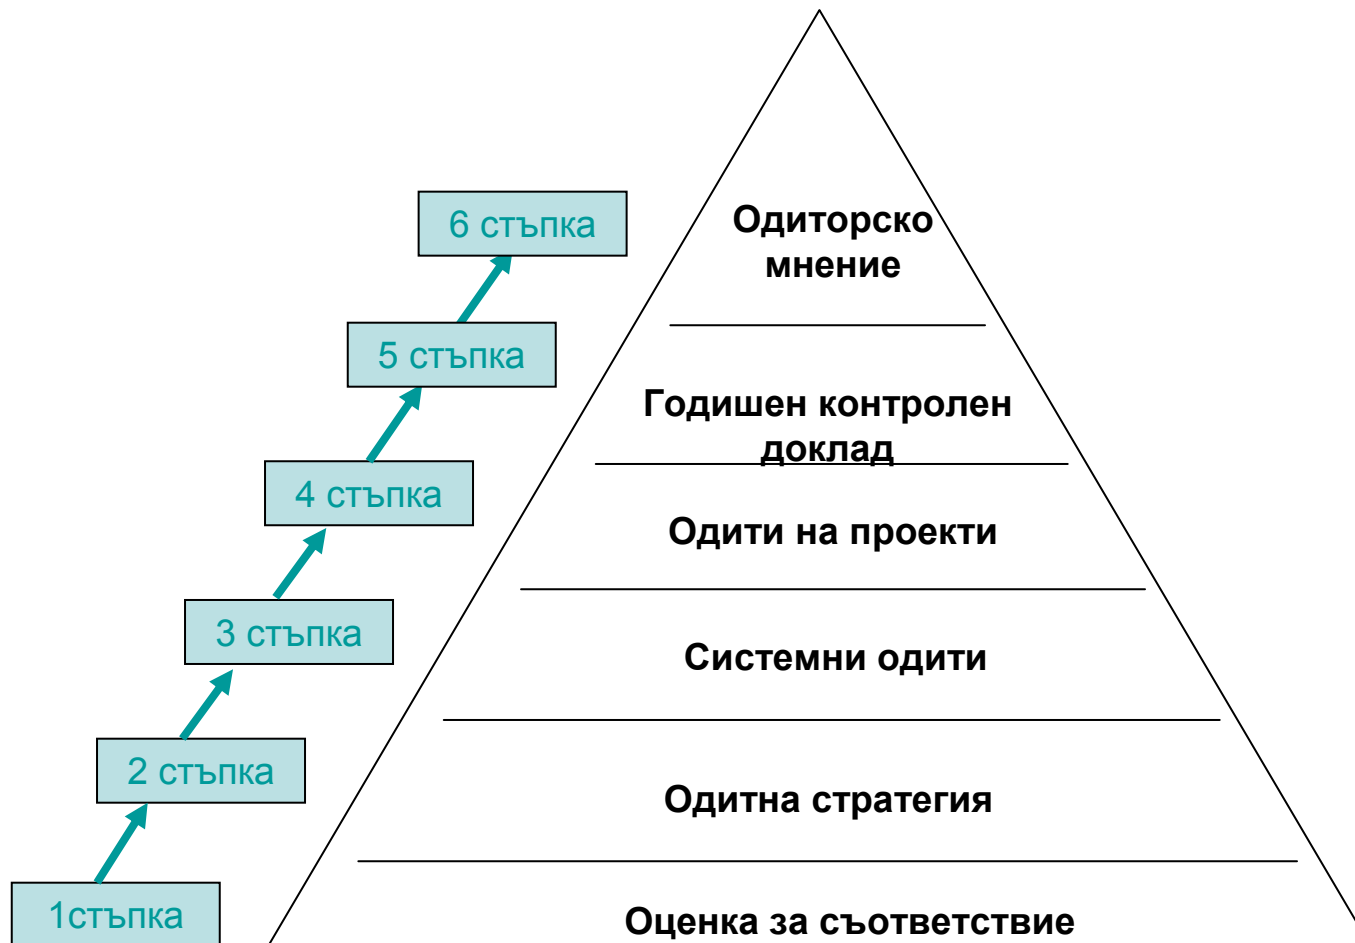 6 стъпка
Одиторско
мнение
5 стъпка
Годишен контролен
доклад
4 стъпка
Одити на проекти
3 стъпка
Системни одити
2 стъпка
Одитна стратегия
1стъпка
Оценка за съответствие